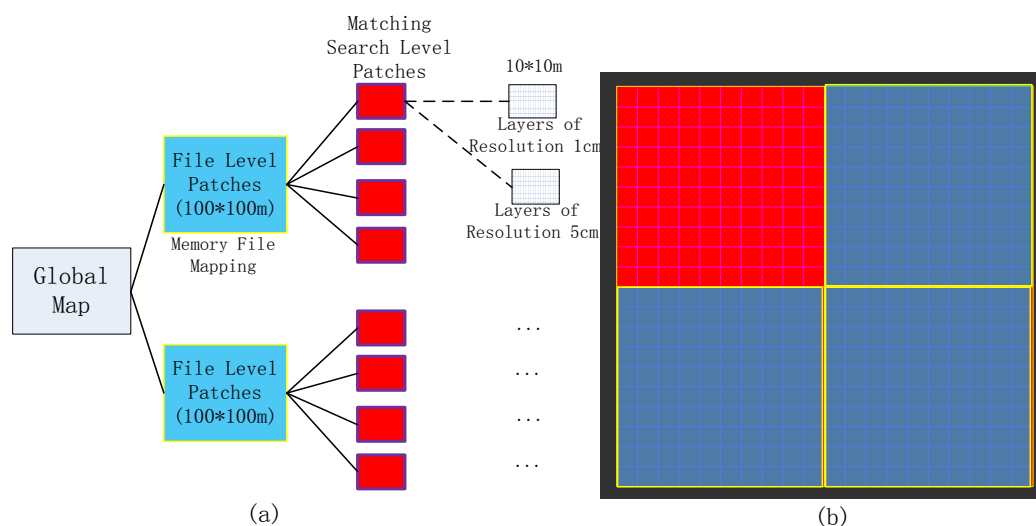 Matching
Search Level
Patches
10*10m
Layers of
Resolution 1cm
File Level
Patches
(100*100m)
Layers of
Resolution 5cm
Memory File
Mapping
Global
Map
...
File Level
Patches
(100*100m)
...
...
...
(a)
(b)